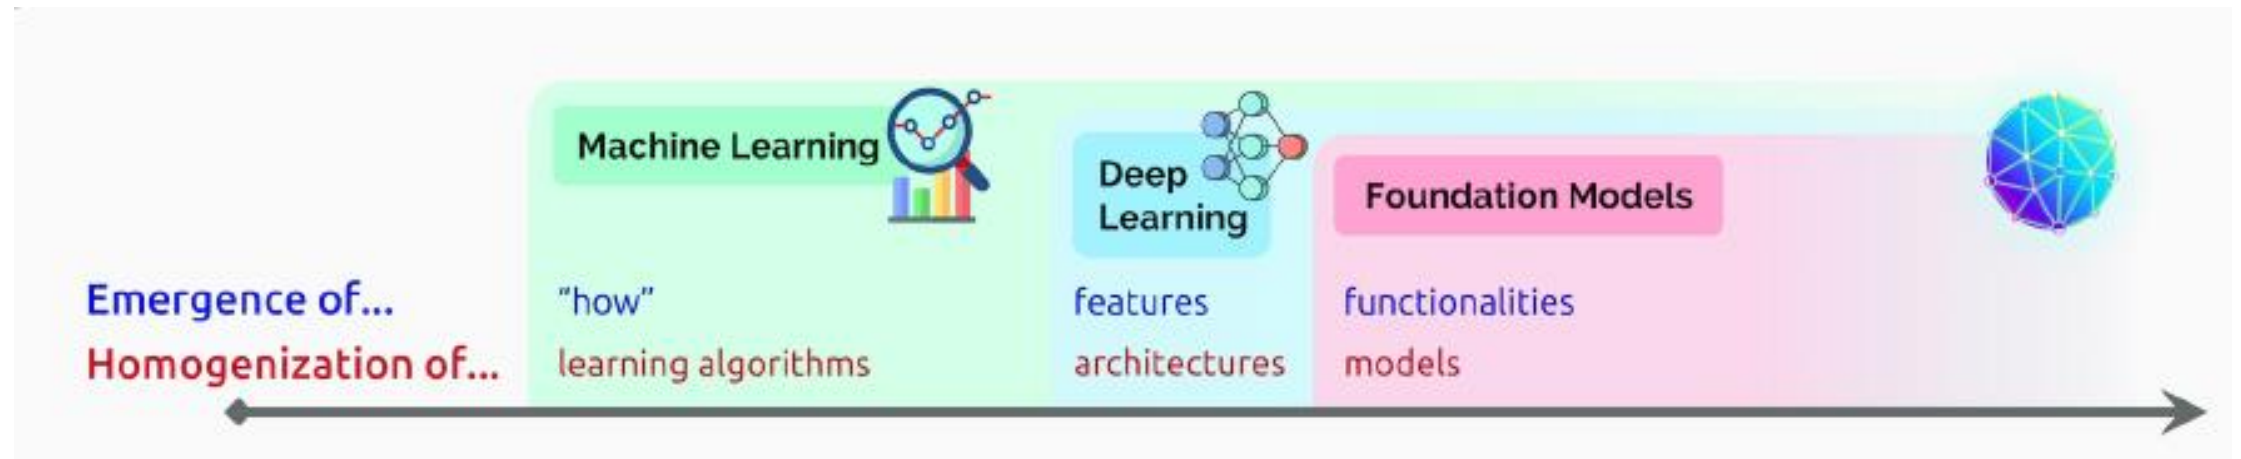 Machine Learning
Deep
Learning
Foundation Models
Emergence of... "how" features functionalities
Homogenization of... learning algorithms architectures models